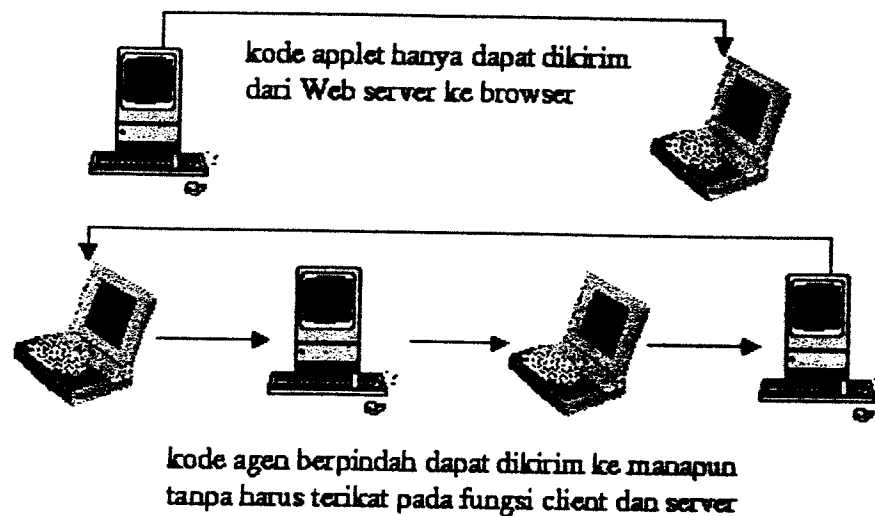 kode applet hanya dapat dikirim
dari Web server ke browser
kode agen berpindah dapat dikirim ke manapun
tanpa harus terikat pada fungsi client dan server